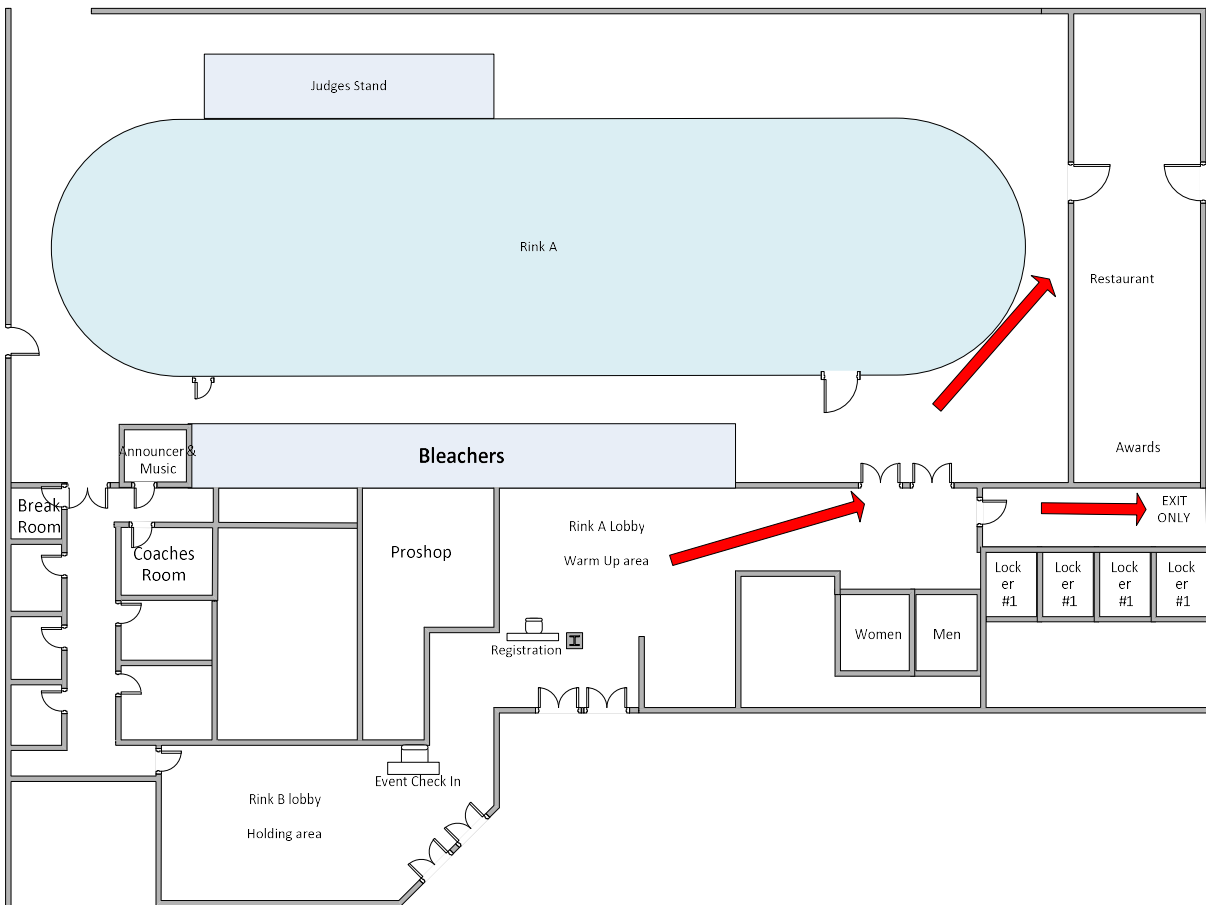 Judges Stand
Rink A
Restaurant
Awards
Announcer &
Music
Bleachers
Break
Room
Coaches
Room
Proshop
Rink A Lobby
Warm Up area
EXIT
ONLY
Lock
er
#1
Lock
er
#1
Lock
er
#1
Lock
er
#1
Women
Men
Registration
Event Check In
Rink B lobby
Holding area